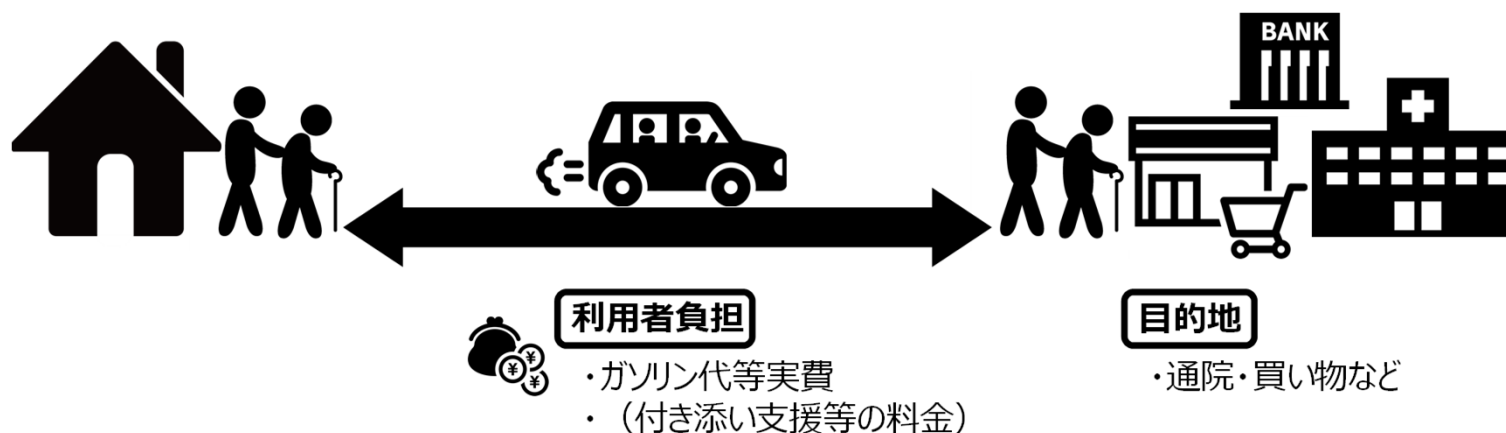 BANK
利用者負担
・ガソリン代等実費
・（付き添い支援等の料金）
¥
¥
¥
目的地
・通院・買い物など